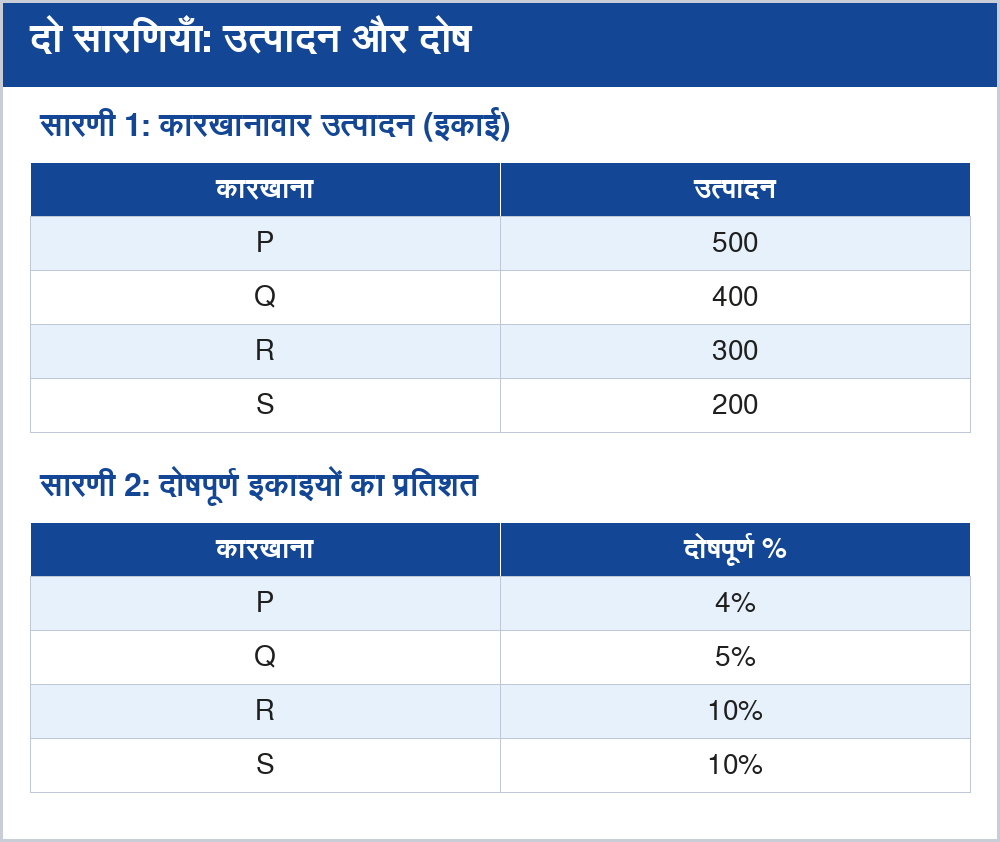 दो सारणियाँ: उत्पादन और दोष
सारणी 1: कारखानावार उत्पादन (इकाई)
कारखाना उत्पादन
P 500
Q 400
R 300
S 200
सारणी 2: दोषपूर्ण इकाइयों का प्रतिशत
कारखाना दोषपूर्ण %
P 4%
Q 5%
R 10%
S 10%